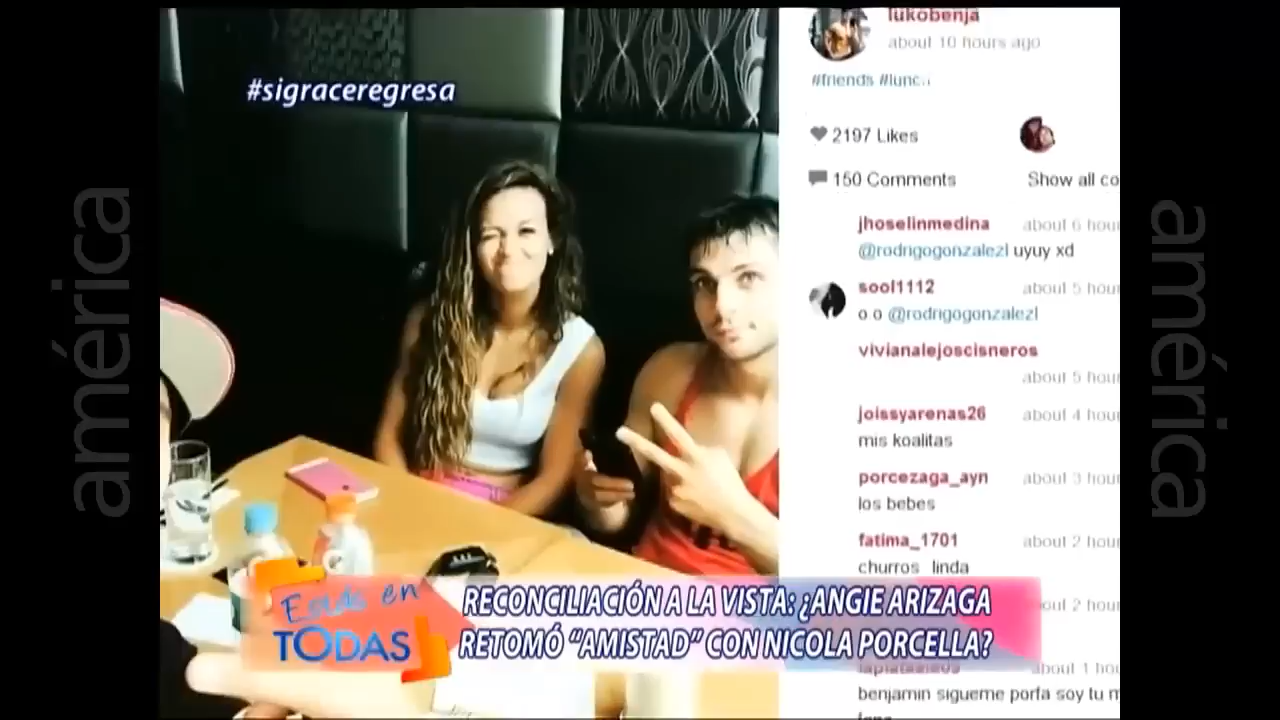 américa
#sigraceregresa
lukobenja
about 10 hours ago
#friends #lunc..
2197 Likes
150 Comments
Show all co
jhoselinmedina
about 6 hour
@rodrigogonzalezl uyuy xd
sool1112
about 5 hour
o o @rodrigogonzalezl
vivianalejoscisneros
about 5 hour
joissyarenas26
about 4 hour
mis koalitas
porcezaga_ayn
about 3 hour
los bebes
fatima_1701
about 2 hour
churros linda
out 2 hour
about 1 hou
benjamin sigueme porfa soy tu m
Estás en
TODAS
RECONCILIACIÓN A LA VISTA: ¿ANGIE ARIZAGA
RETOMÓ “AMISTAD” CON NICOLA PORCELLA?
américa